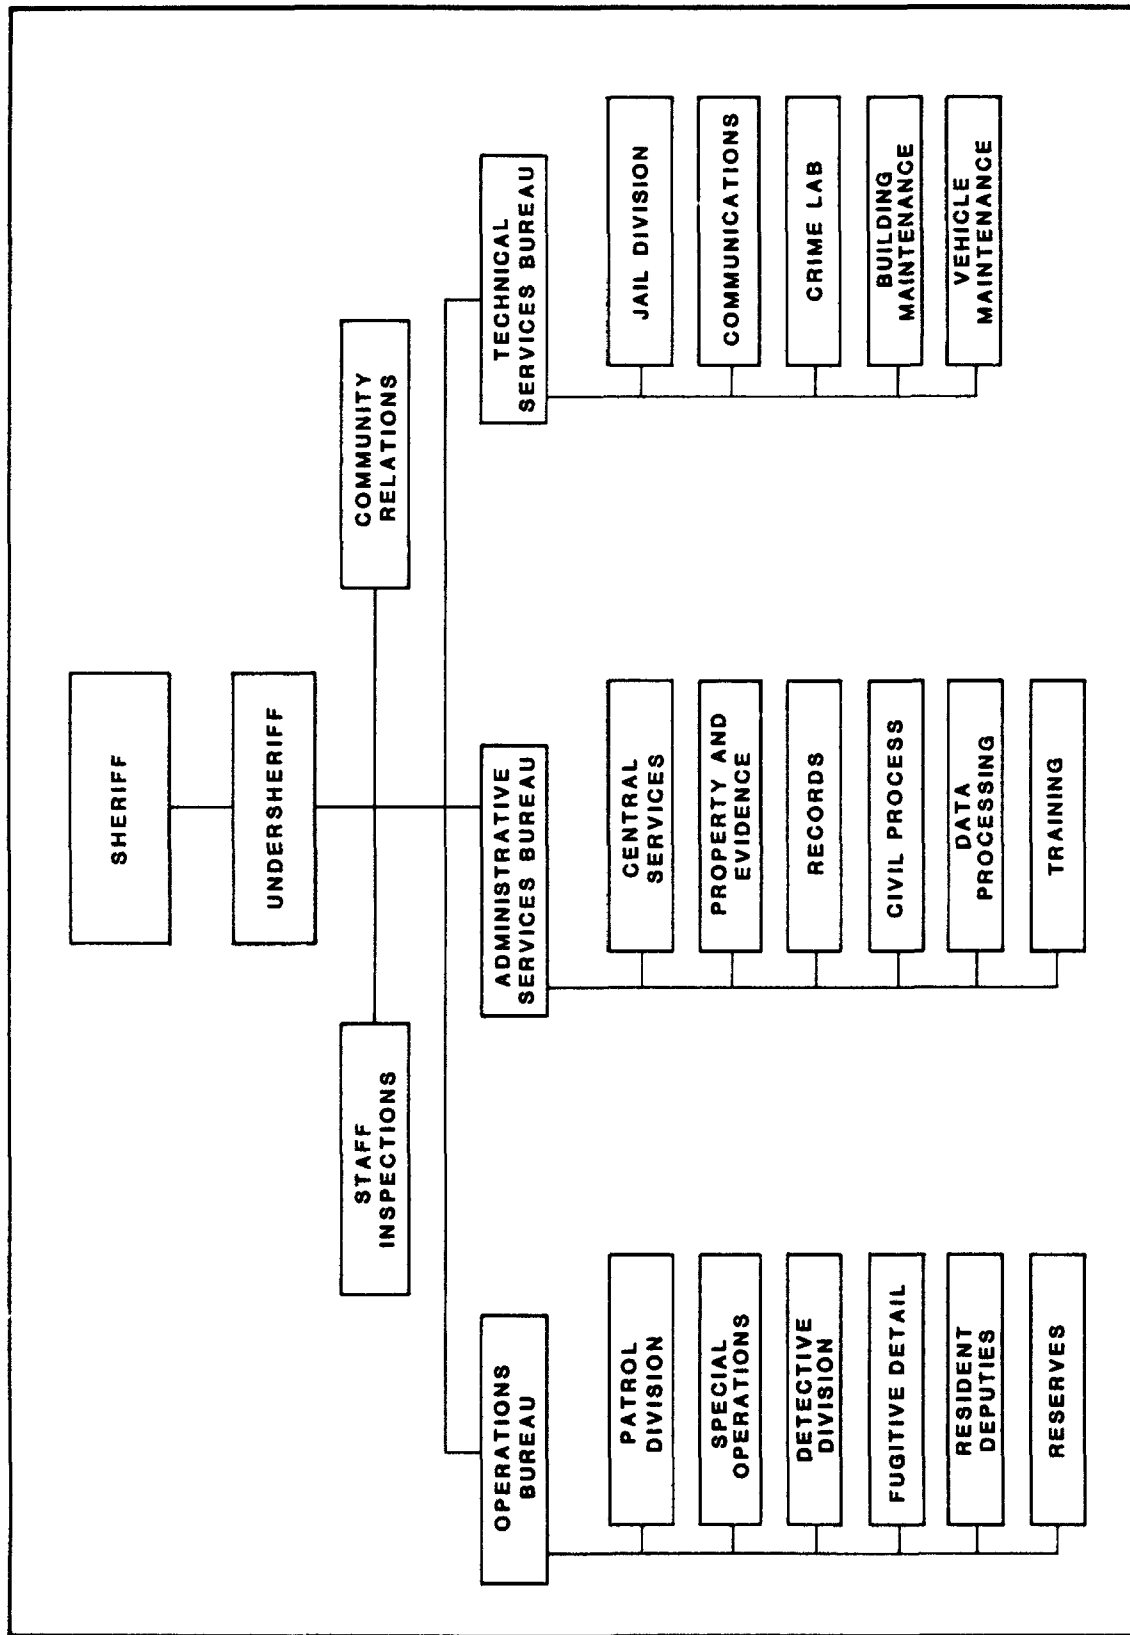 SHERIFF
UNDERSHERIFF
STAFF
INSPECTIONS
COMMUNITY
RELATIONS
OPERATIONS
BUREAU
PATROL
DIVISION
SPECIAL
OPERATIONS
DETECTIVE
DIVISION
FUGITIVE DETAIL
RESIDENT
DEPUTIES
RESERVES
ADMINISTRATIVE
SERVICES BUREAU
CENTRAL
SERVICES
PROPERTY AND
EVIDENCE
RECORDS
CIVIL PROCESS
DATA
PROCESSING
TRAINING
TECHNICAL
SERVICES BUREAU
JAIL DIVISION
COMMUNICATIONS
CRIME LAB
BUILDING
MAINTENANCE
VEHICLE
MAINTENANCE